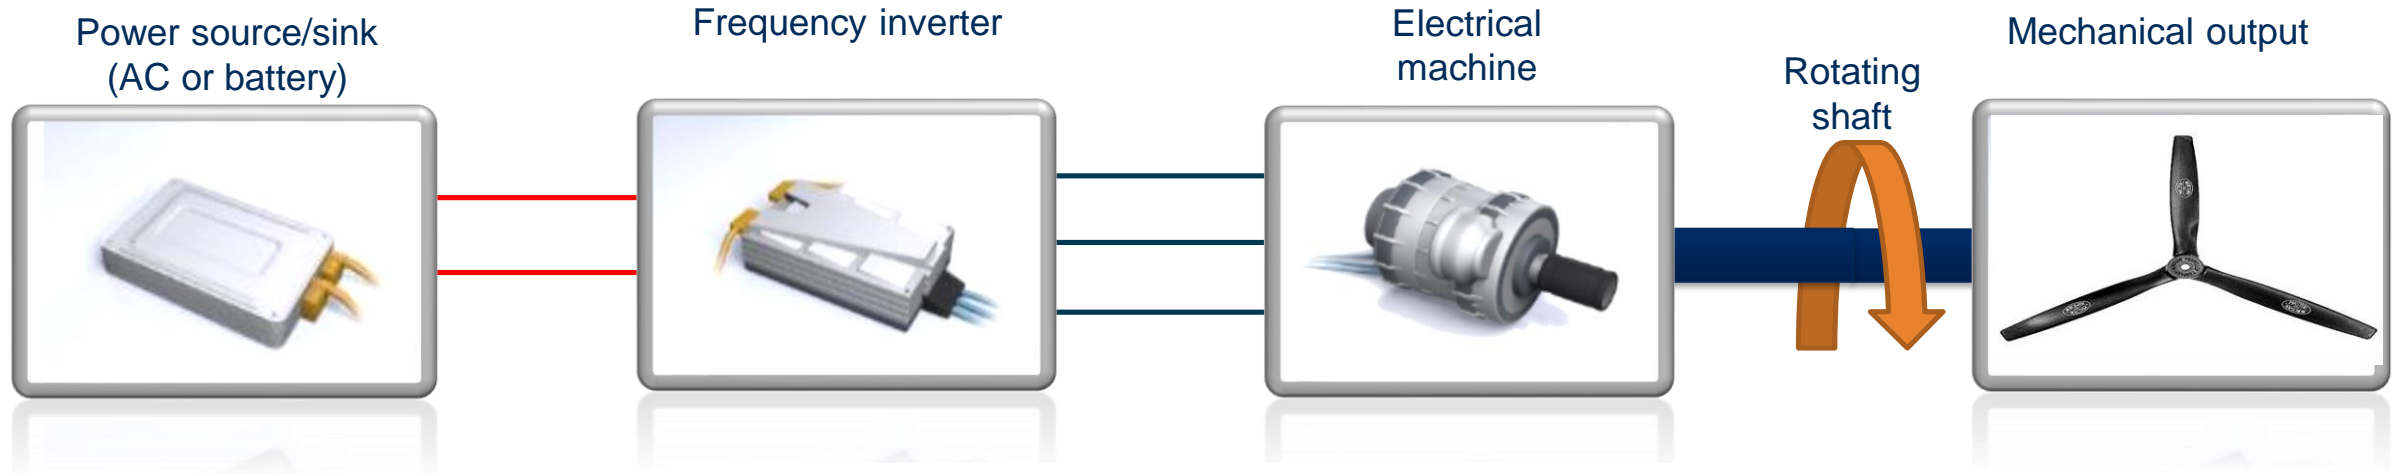 Power source/sink
(AC or battery)
Frequency inverter
Electrical
machine
Rotating
shaft
Mechanical output